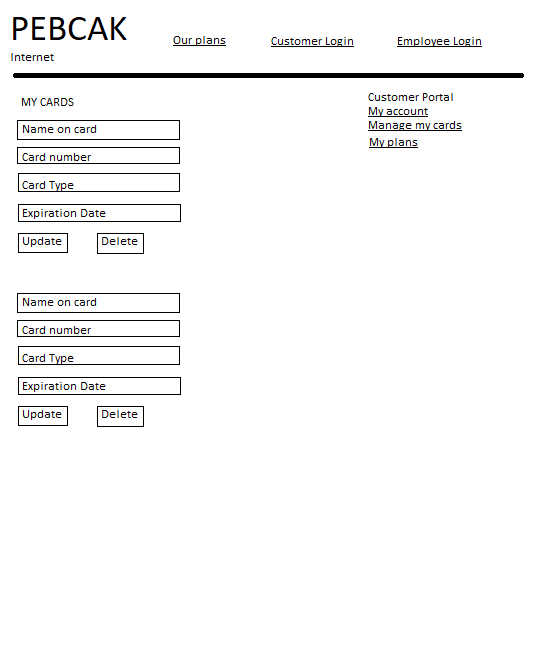 PEBCAK
Internet
Our plans
Customer Login
Employee Login
MY CARDS
Name on card
Card number
Card Type
Expiration Date
Update
Delete
Name on card
Card number
Card Type
Expiration Date
Update
Delete
Customer Portal
My account
Manage my cards
My plans